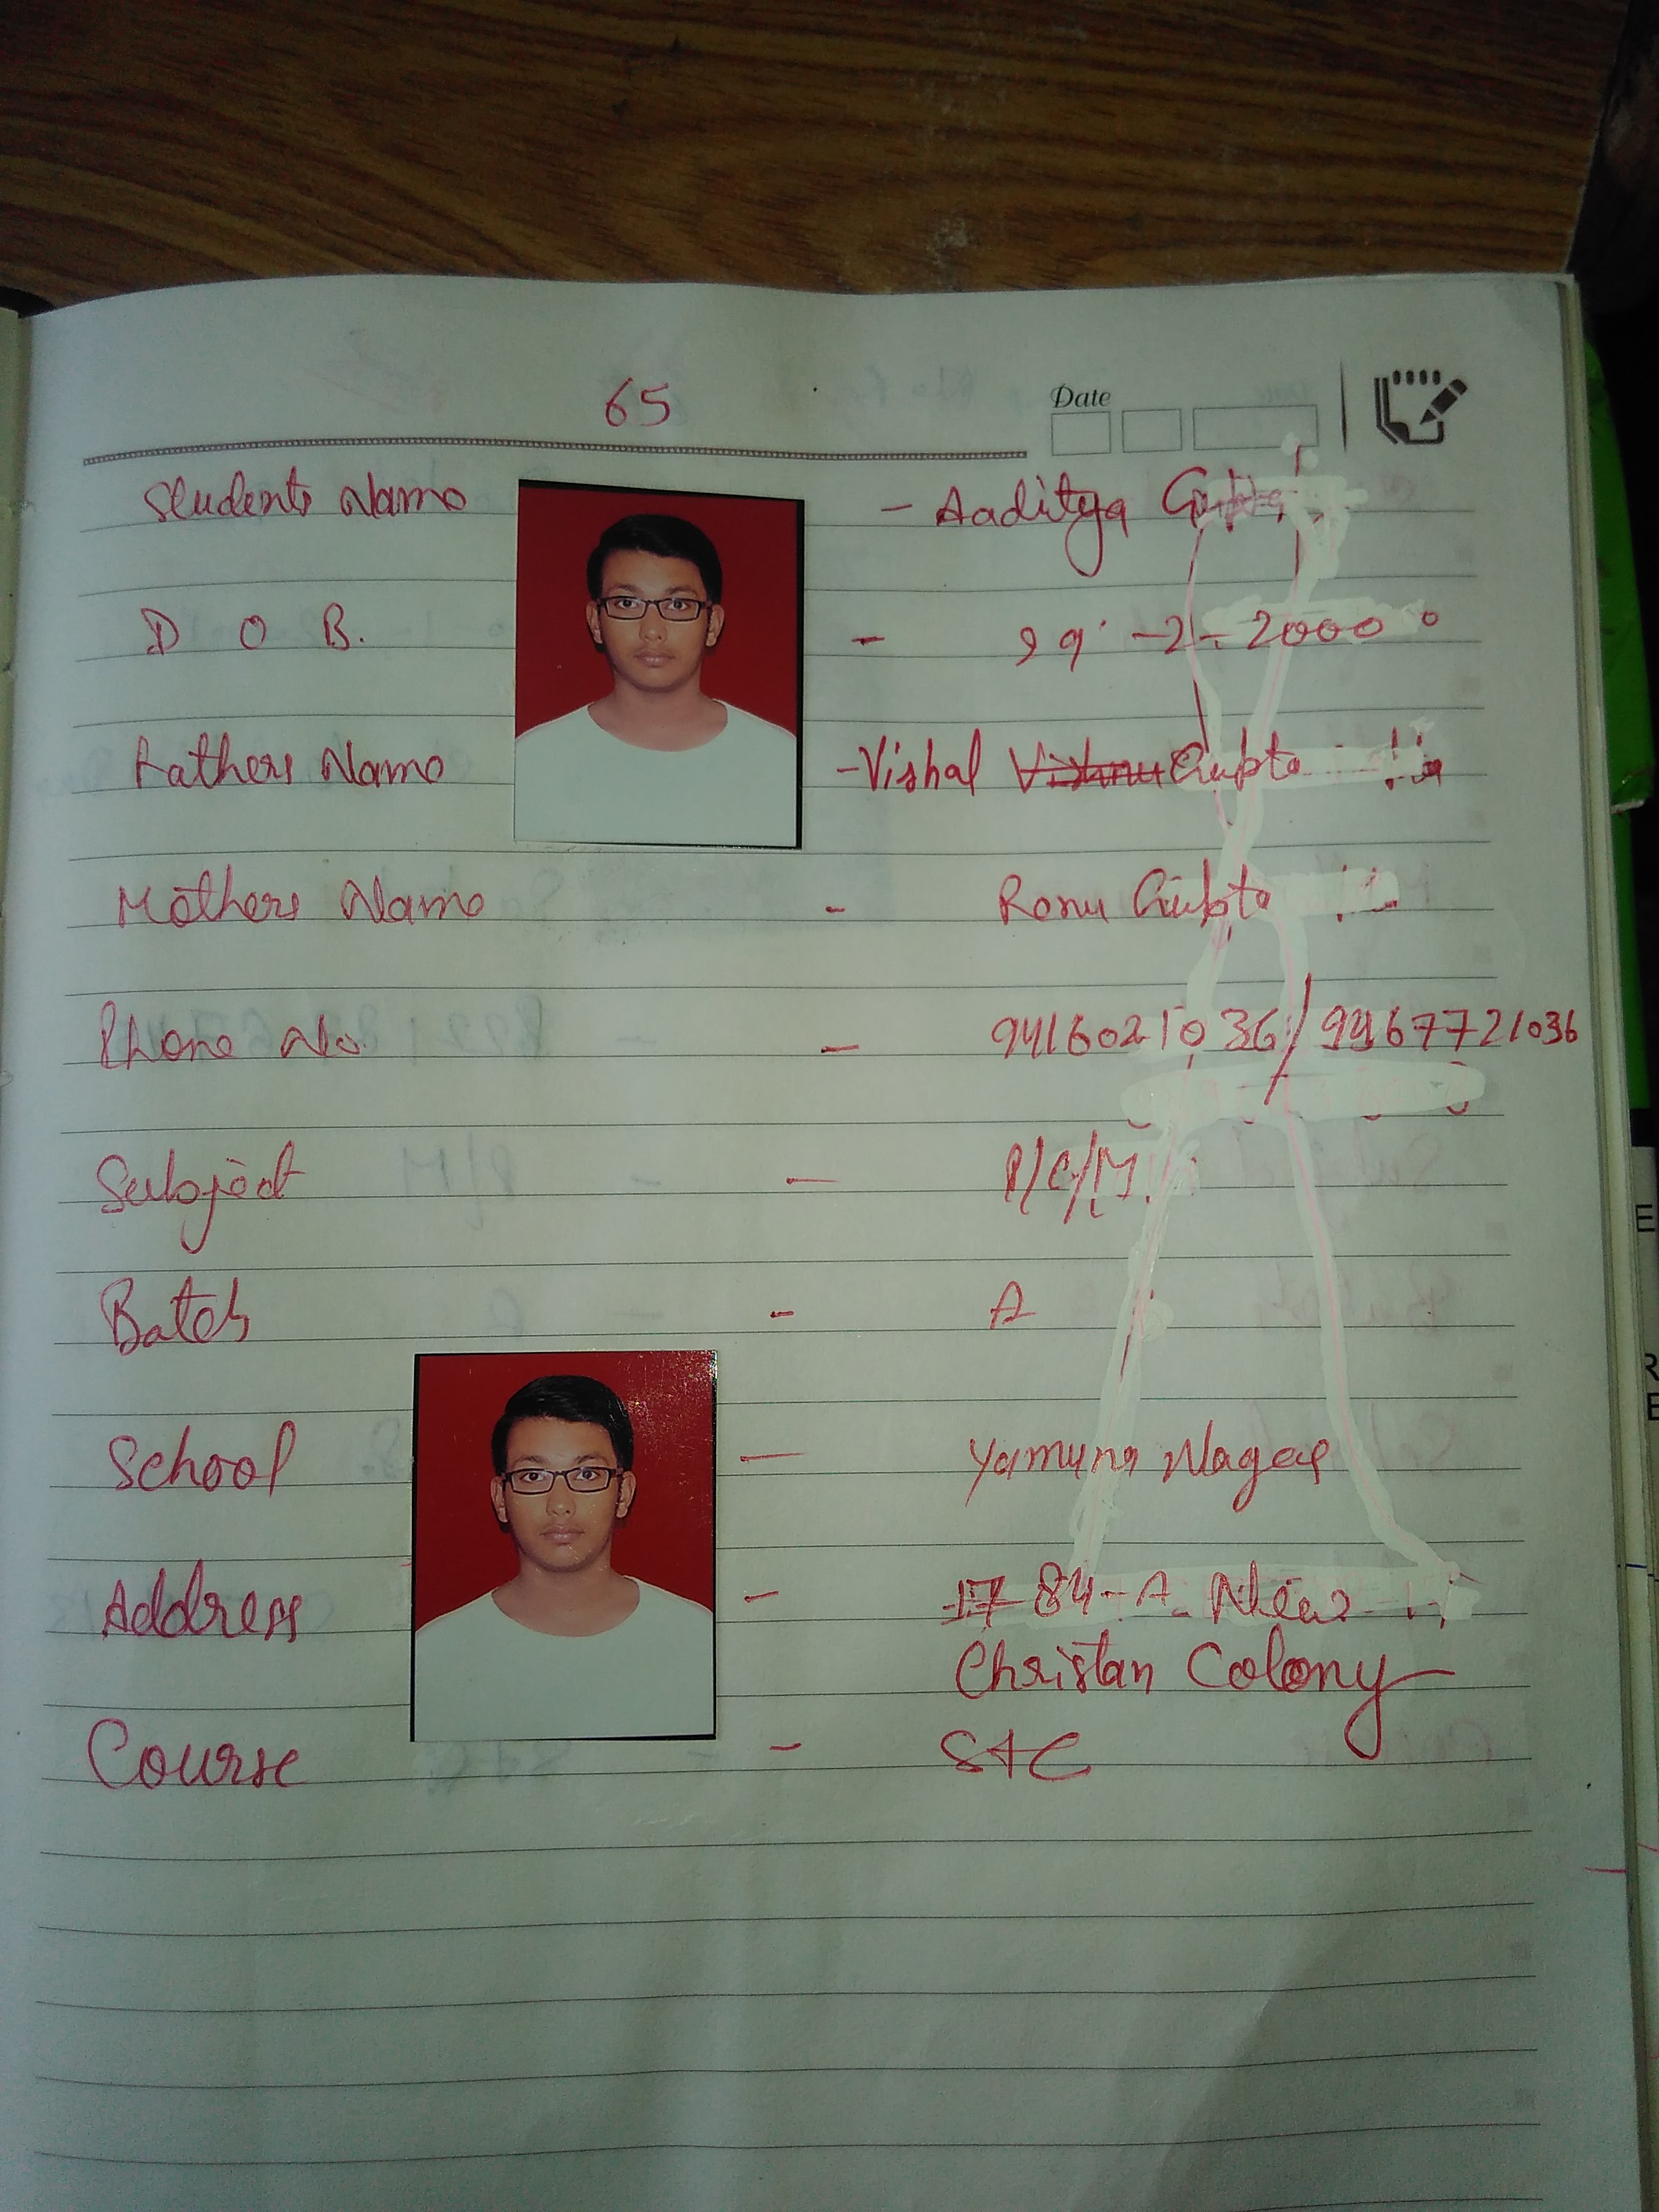 65
Date
Students Name - Aaditya Gupta
D O B. - 29-2-2000
Fathers Name - Vishal Vishnu Gupta
Mothers Name - Renu Gupta
Phone No. - 9416021036/9467721036
Subject - P/C/M
Batch - A
School - Yamuna Nagar
Address - 17 84-A Near
Christan Colony
Course - S+C